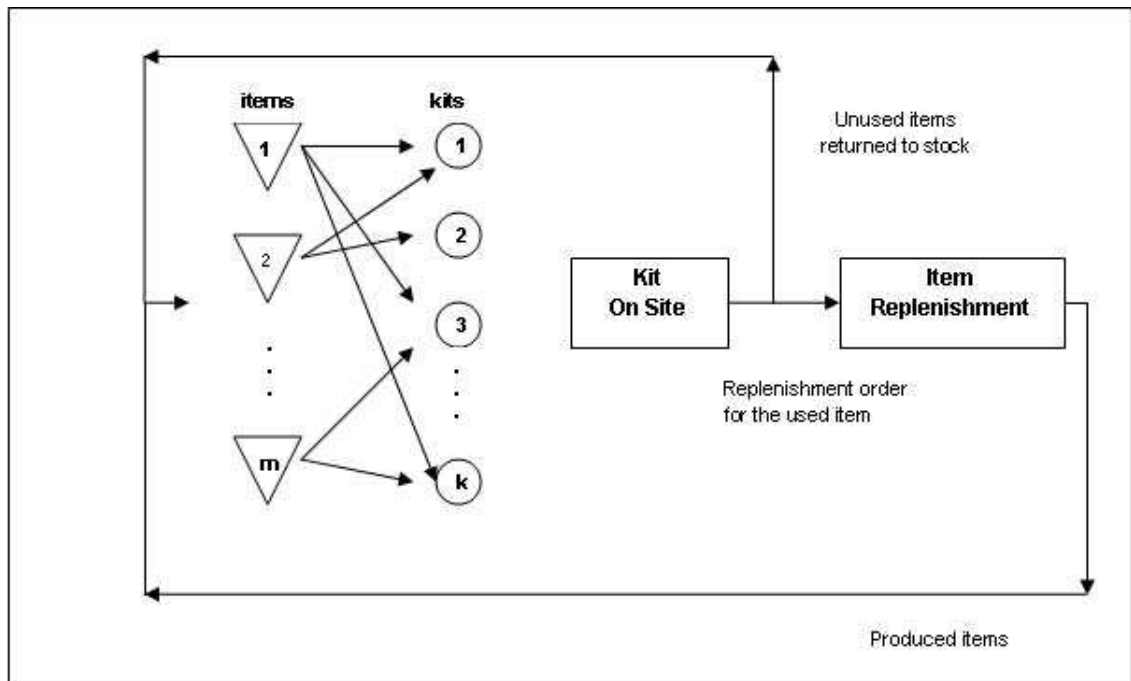 items
kits
1
1
2
2
3
m
k
Unused items
returned to stock
Kit
On Site
Item
Replenishment
Replenishment order
for the used item
Produced items